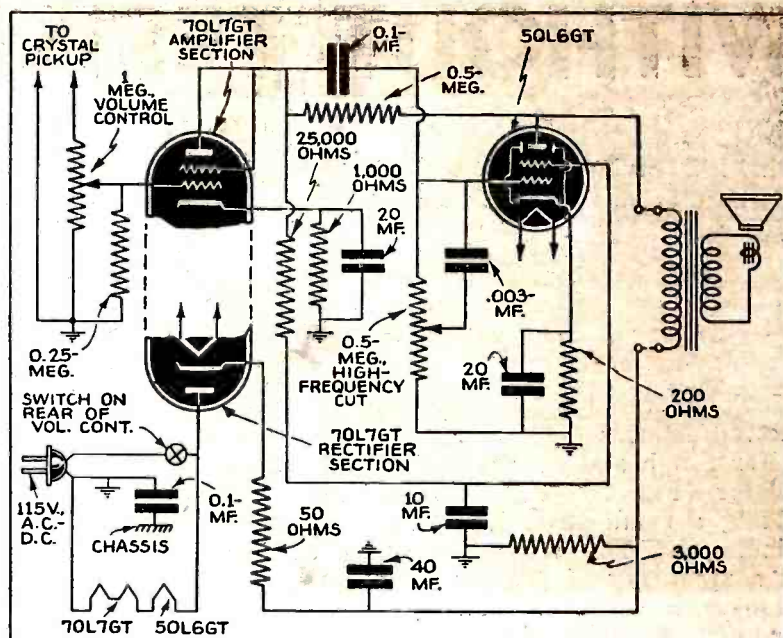 TO
CRYSTAL
PICKUP
70L7GT
AMPLIFIER
SECTION
1
MEG.,
VOLUME
CONTROL
0.1-
MF.
0.5-
MEG.
50L6GT
25,000
OHMS
1,000
OHMS
20
MF.
.003-
MF.
0.25-
MEG.
0.5-
MEG.,
HIGH-
FREQUENCY
CUT
20
MF.
200
OHMS
SWITCH ON
REAR OF
VOL. CONT.
70L7GT
RECTIFIER
SECTION
115V.,
A.C.-
D.C.
0.1-
MF.
CHASSIS
50
OHMS
10
MF.
40
MF.
3,000
OHMS
70L7GT
50L6GT